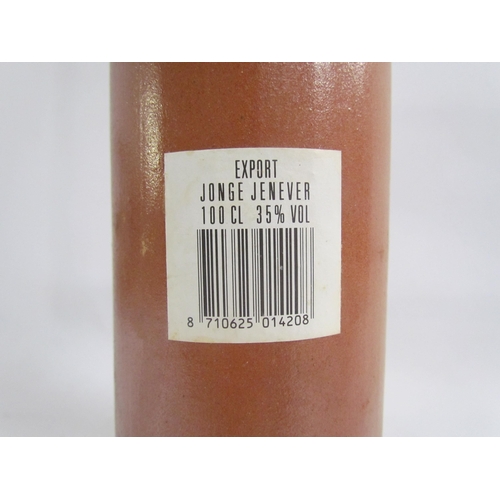 EXPORT
JONGE JENEVER
100 CL 35% VOL
8 710625 014208